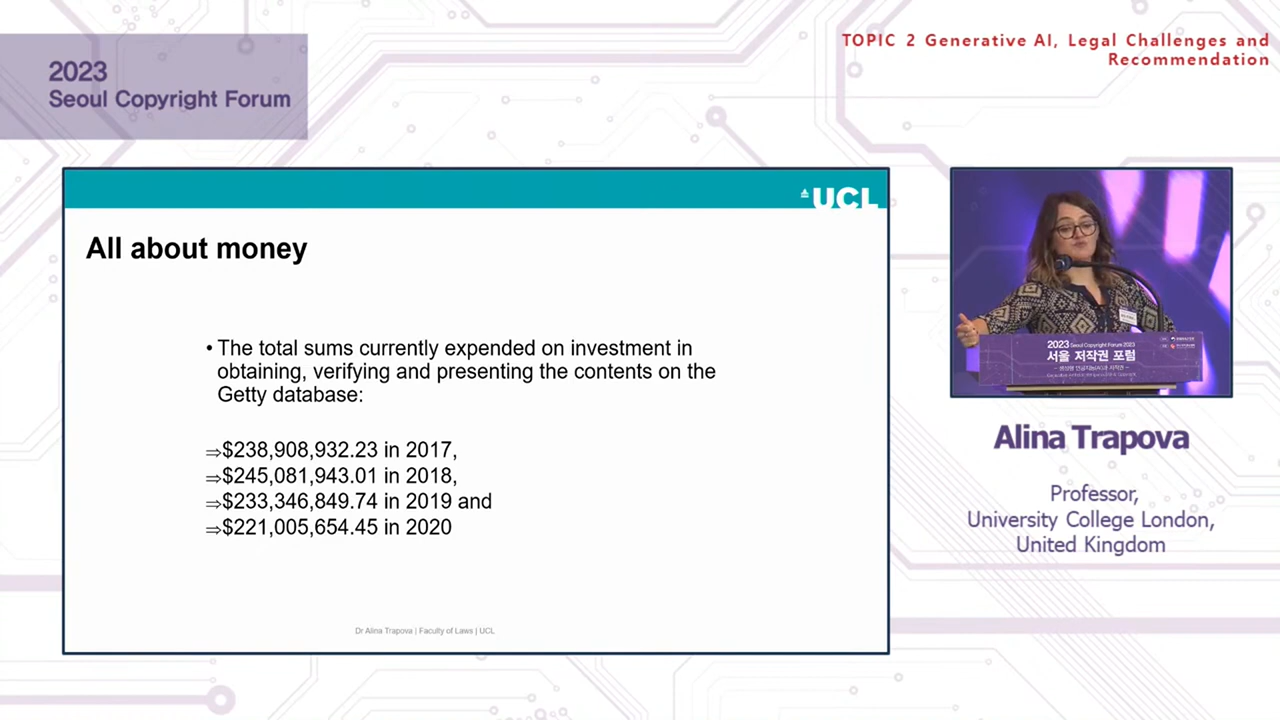 TOPIC 2 Generative AI, Legal Challenges and
Recommendation
2023
Seoul Copyright Forum
UCL
All about money
• The total sums currently expended on investment in
obtaining, verifying and presenting the contents on the
Getty database:
⇒$238,908,932.23 in 2017,
⇒$245,081,943.01 in 2018,
⇒$233,346,849.74 in 2019 and
⇒$221,005,654.45 in 2020
Dr Alina Trapova | Faculty of Laws | UCL
2023 Seoul Copyright Forum 2023
서울 저작권 포럼
Alina Trapova
Professor,
University College London,
United Kingdom